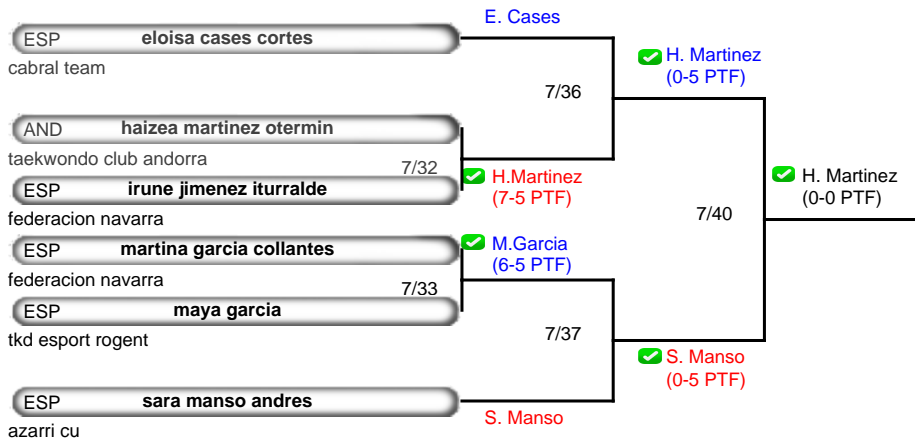 E. Cases
ESP eloisa cases cortes
cabral team
H. Martinez
(0-5 PTF)
7/36
AND haizea martinez otermin
taekwondo club andorra
7/32
H.Martinez
(7-5 PTF)
ESP irune jimenez iturralde
federacion navarra
H. Martinez
(0-0 PTF)
7/40
ESP martina garcia collantes
federacion navarra
M.Garcia
(6-5 PTF)
7/33
ESP maya garcia
tkd esport rogent
7/37
S. Manso
(0-5 PTF)
ESP sara manso andres
azarri cu
S. Manso